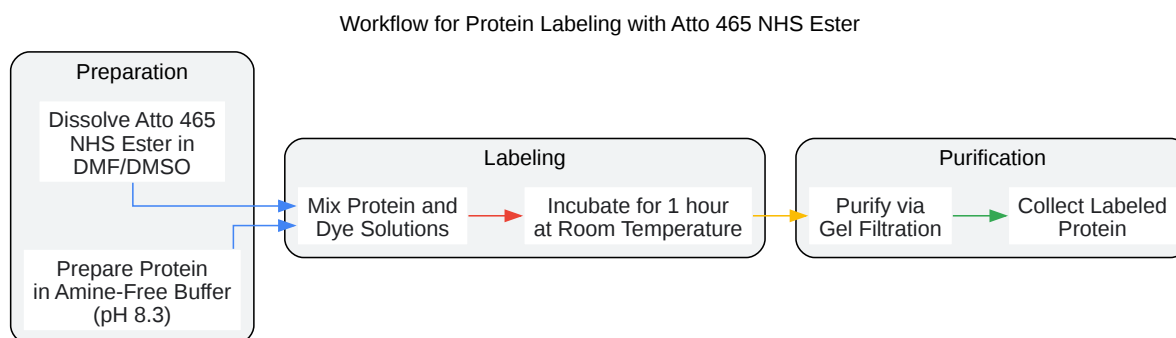 Workflow for Protein Labeling with Atto 465 NHS Ester
Preparation
Dissolve Atto 465
NHS Ester in
DMF/DMSO
Prepare Protein
in Amine-Free Buffer
(pH 8.3)
Labeling
Mix Protein and
Dye Solutions
Incubate for 1 hour
at Room Temperature
Purification
Purify via
Gel Filtration
Collect Labeled
Protein